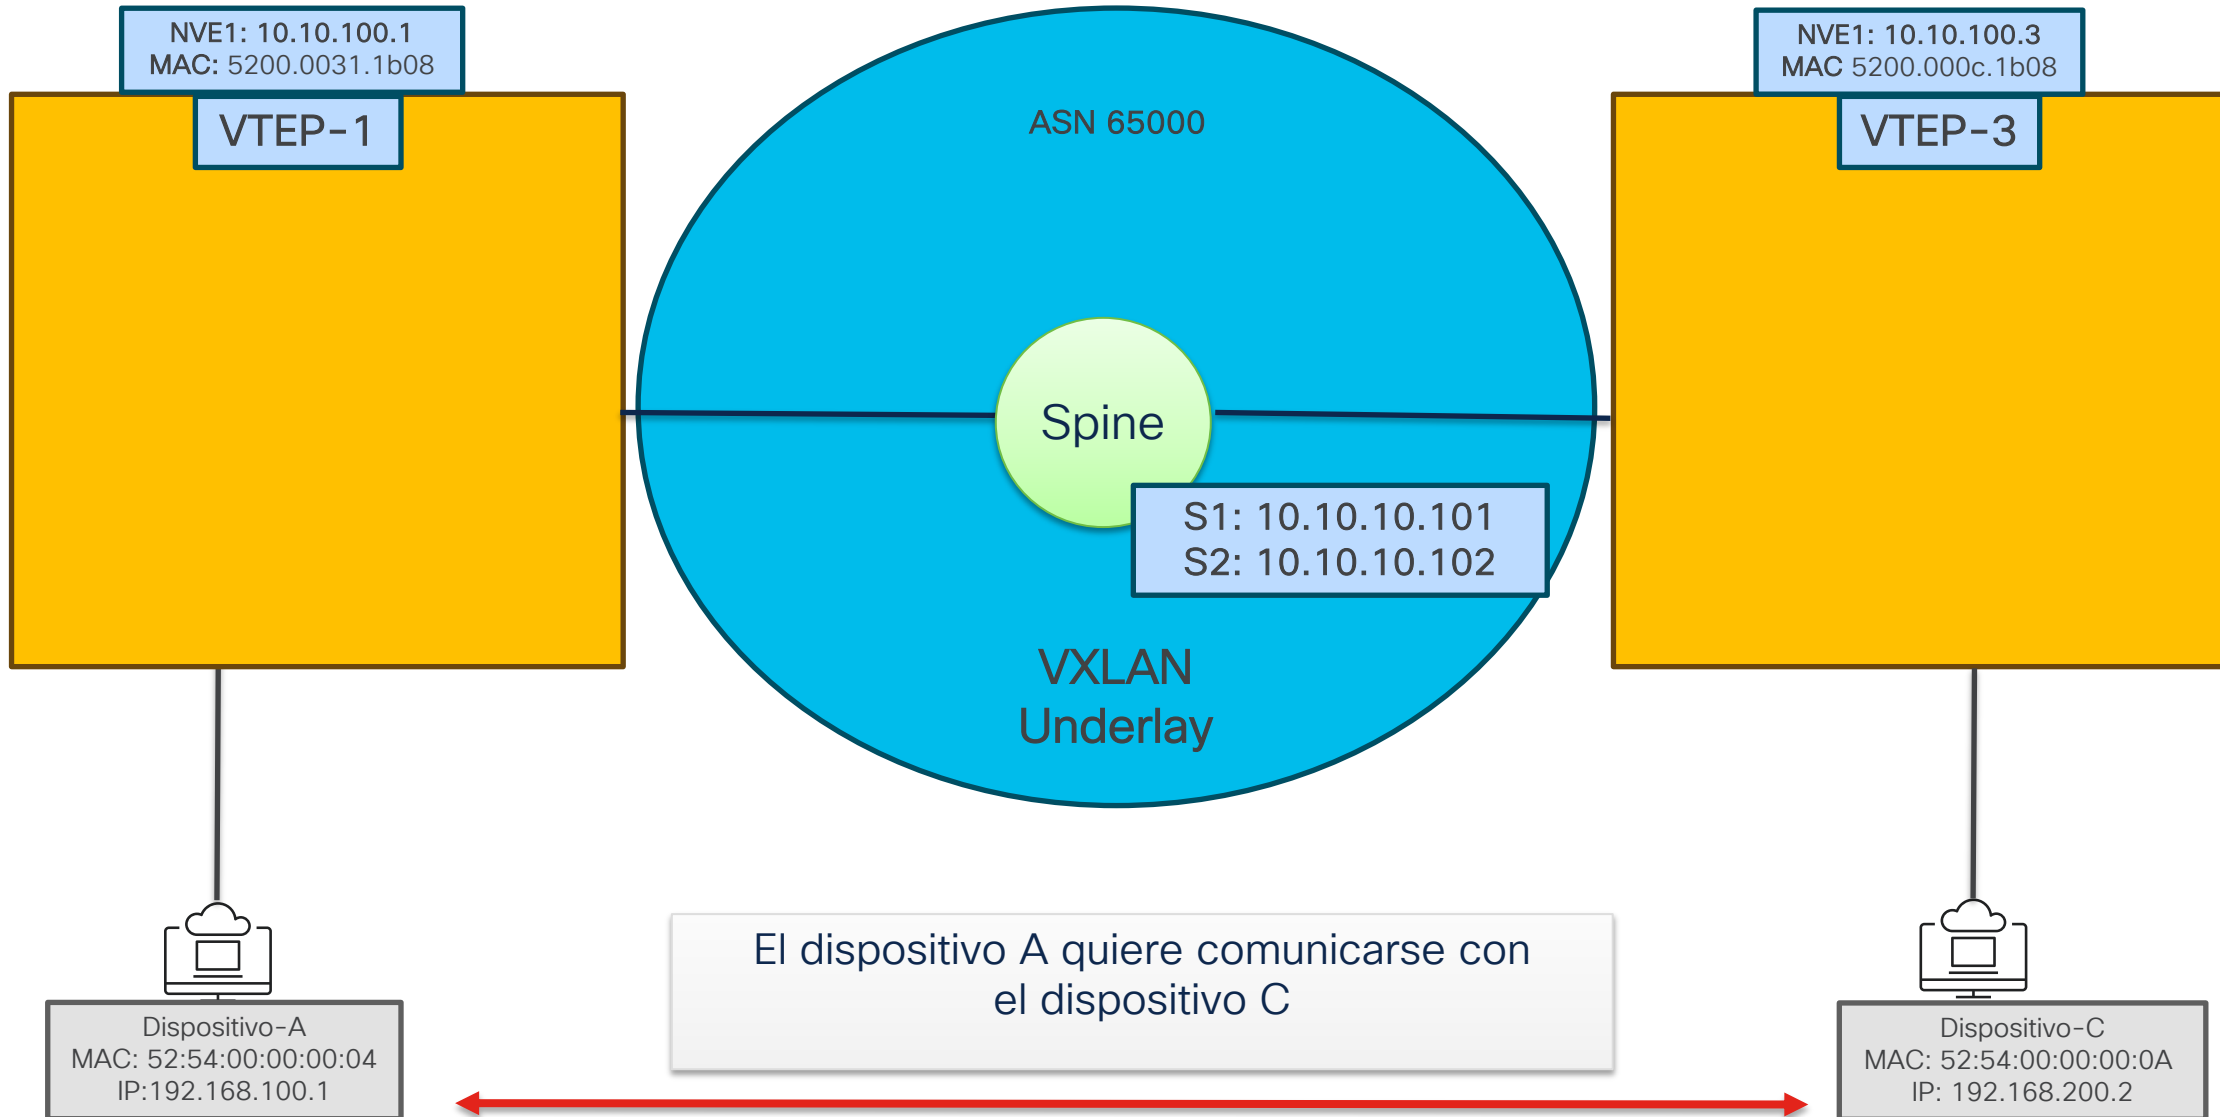 NVE1: 10.10.100.1
MAC: 5200.0031.1b08
VTEP-1
ASN 65000
NVE1: 10.10.100.3
MAC 5200.000c.1b08
VTEP-3
Spine
S1: 10.10.10.101
S2: 10.10.10.102
VXLAN
Underlay
El dispositivo A quiere comunicarse con
el dispositivo C
Dispositivo-A
MAC: 52:54:00:00:00:04
IP:192.168.100.1
Dispositivo-C
MAC: 52:54:00:00:00:0A
IP: 192.168.200.2